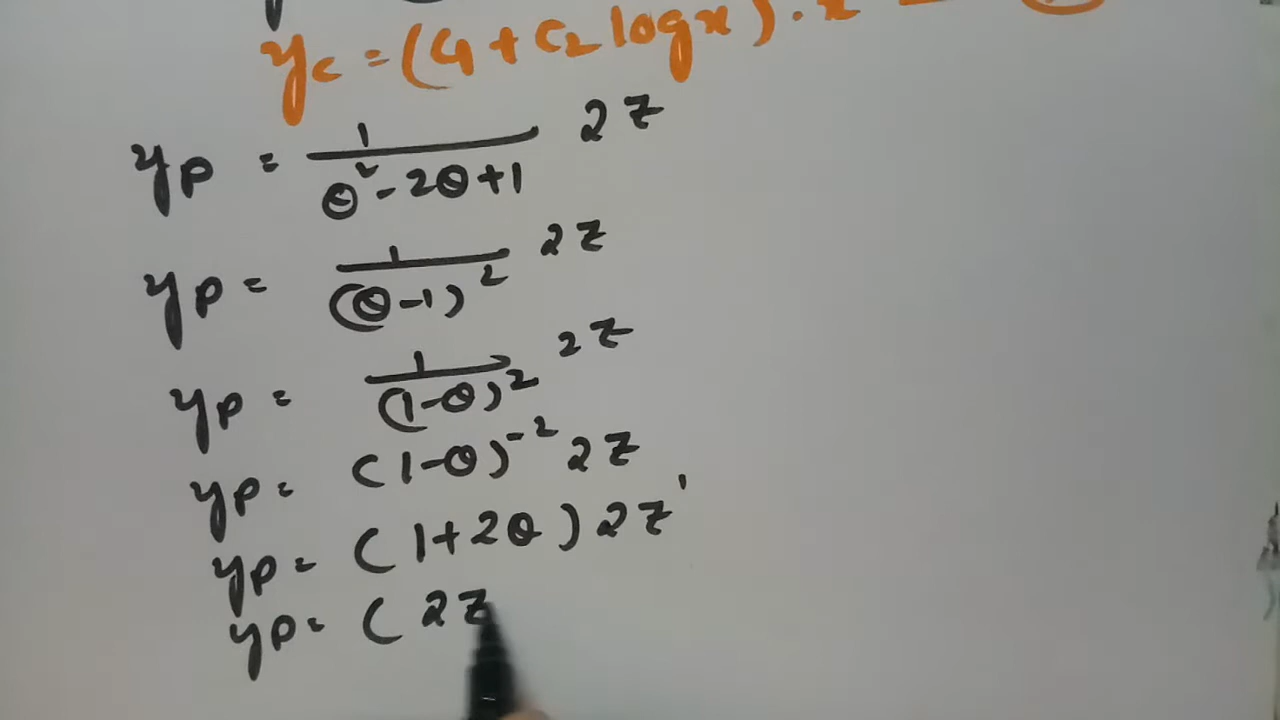 yc = (C1 + C2 log x) . x
yp = 1/(θ² - 2θ + 1) 2z
yp = 1/(θ - 1)² 2z
yp = 1/(1 - θ)² 2z
yp = (1 - θ)⁻² 2z
yp = (1 + 2θ) 2z'
yp = ( 2z